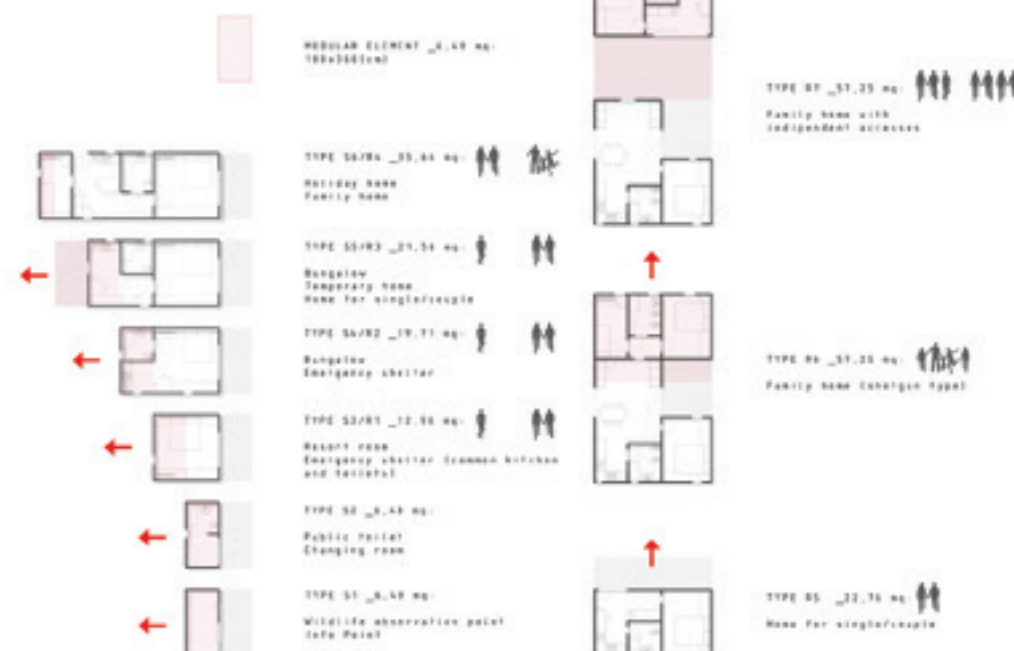 MODULAR ELEMENT _6,48 mq:
180x360(cm)
TYPE S6/R4 _35,64 mq:
Holiday home
Family home
TYPE S5/R3 _21,56 mq:
Bungalow
Temporary home
Home for single/couple
TYPE S4/R2 _19,71 mq:
Bungalow
Emergency shelter
TYPE S3/R1 _12,96 mq:
Resort room
Emergency shelter (common kitchen
and toilets)
TYPE S2 _6,48 mq:
Public toilet
Changing room
TYPE S1 _6,48 mq:
Wildlife observation point
Info Point
TYPE R7 _57,25 mq:
Family home with
indipendent accesses
TYPE R6 _57,25 mq:
Family home (shotgun type)
TYPE R5 _22,76 mq:
Home for single/couple